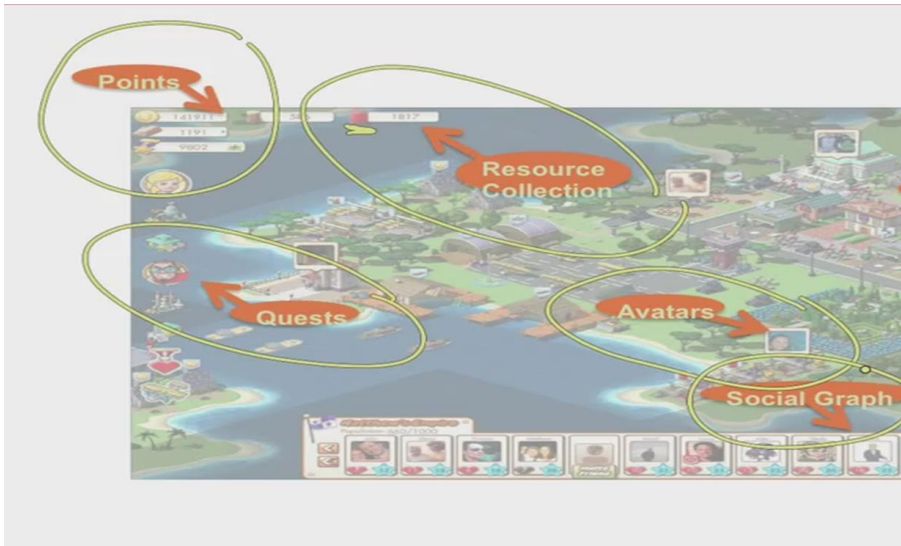 Points
141911
1817
1191
9802
Resource
Collection
Quests
Avatars
Social Graph